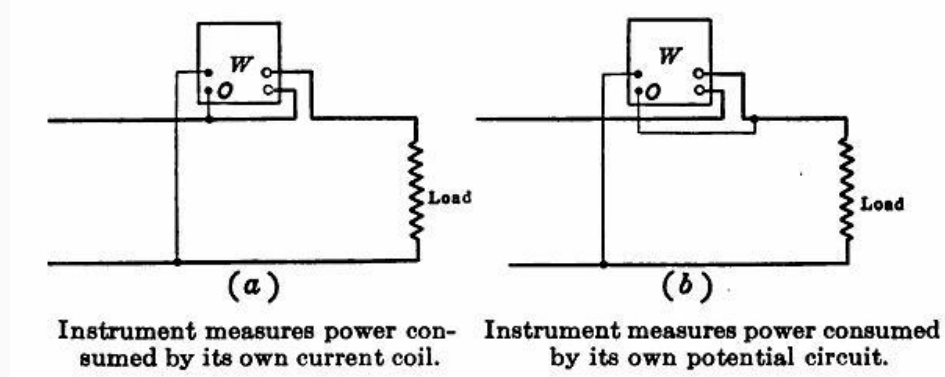 W
O
Load
(a)
Instrument measures power con-
sumed by its own current coil.
W
O
Load
(b)
Instrument measures power consumed
by its own potential circuit.